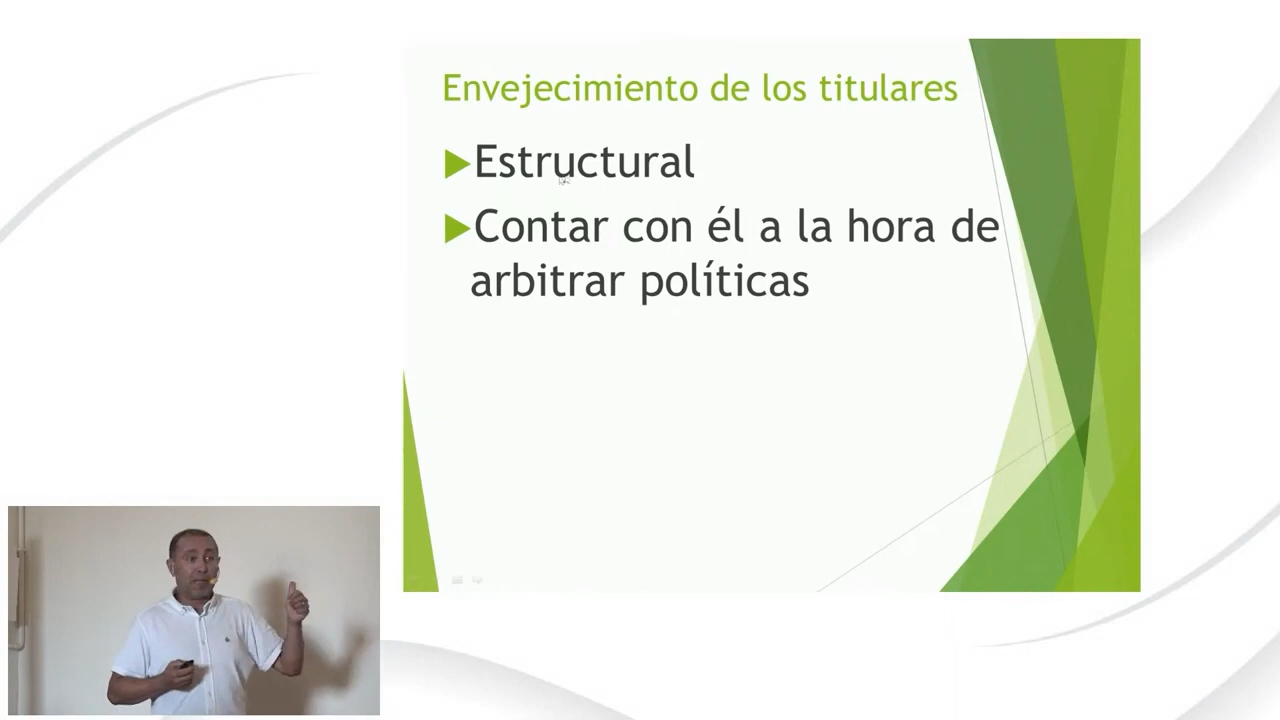 Envejecimiento de los titulares
Estructural
Contar con él a la hora de
arbitrar políticas